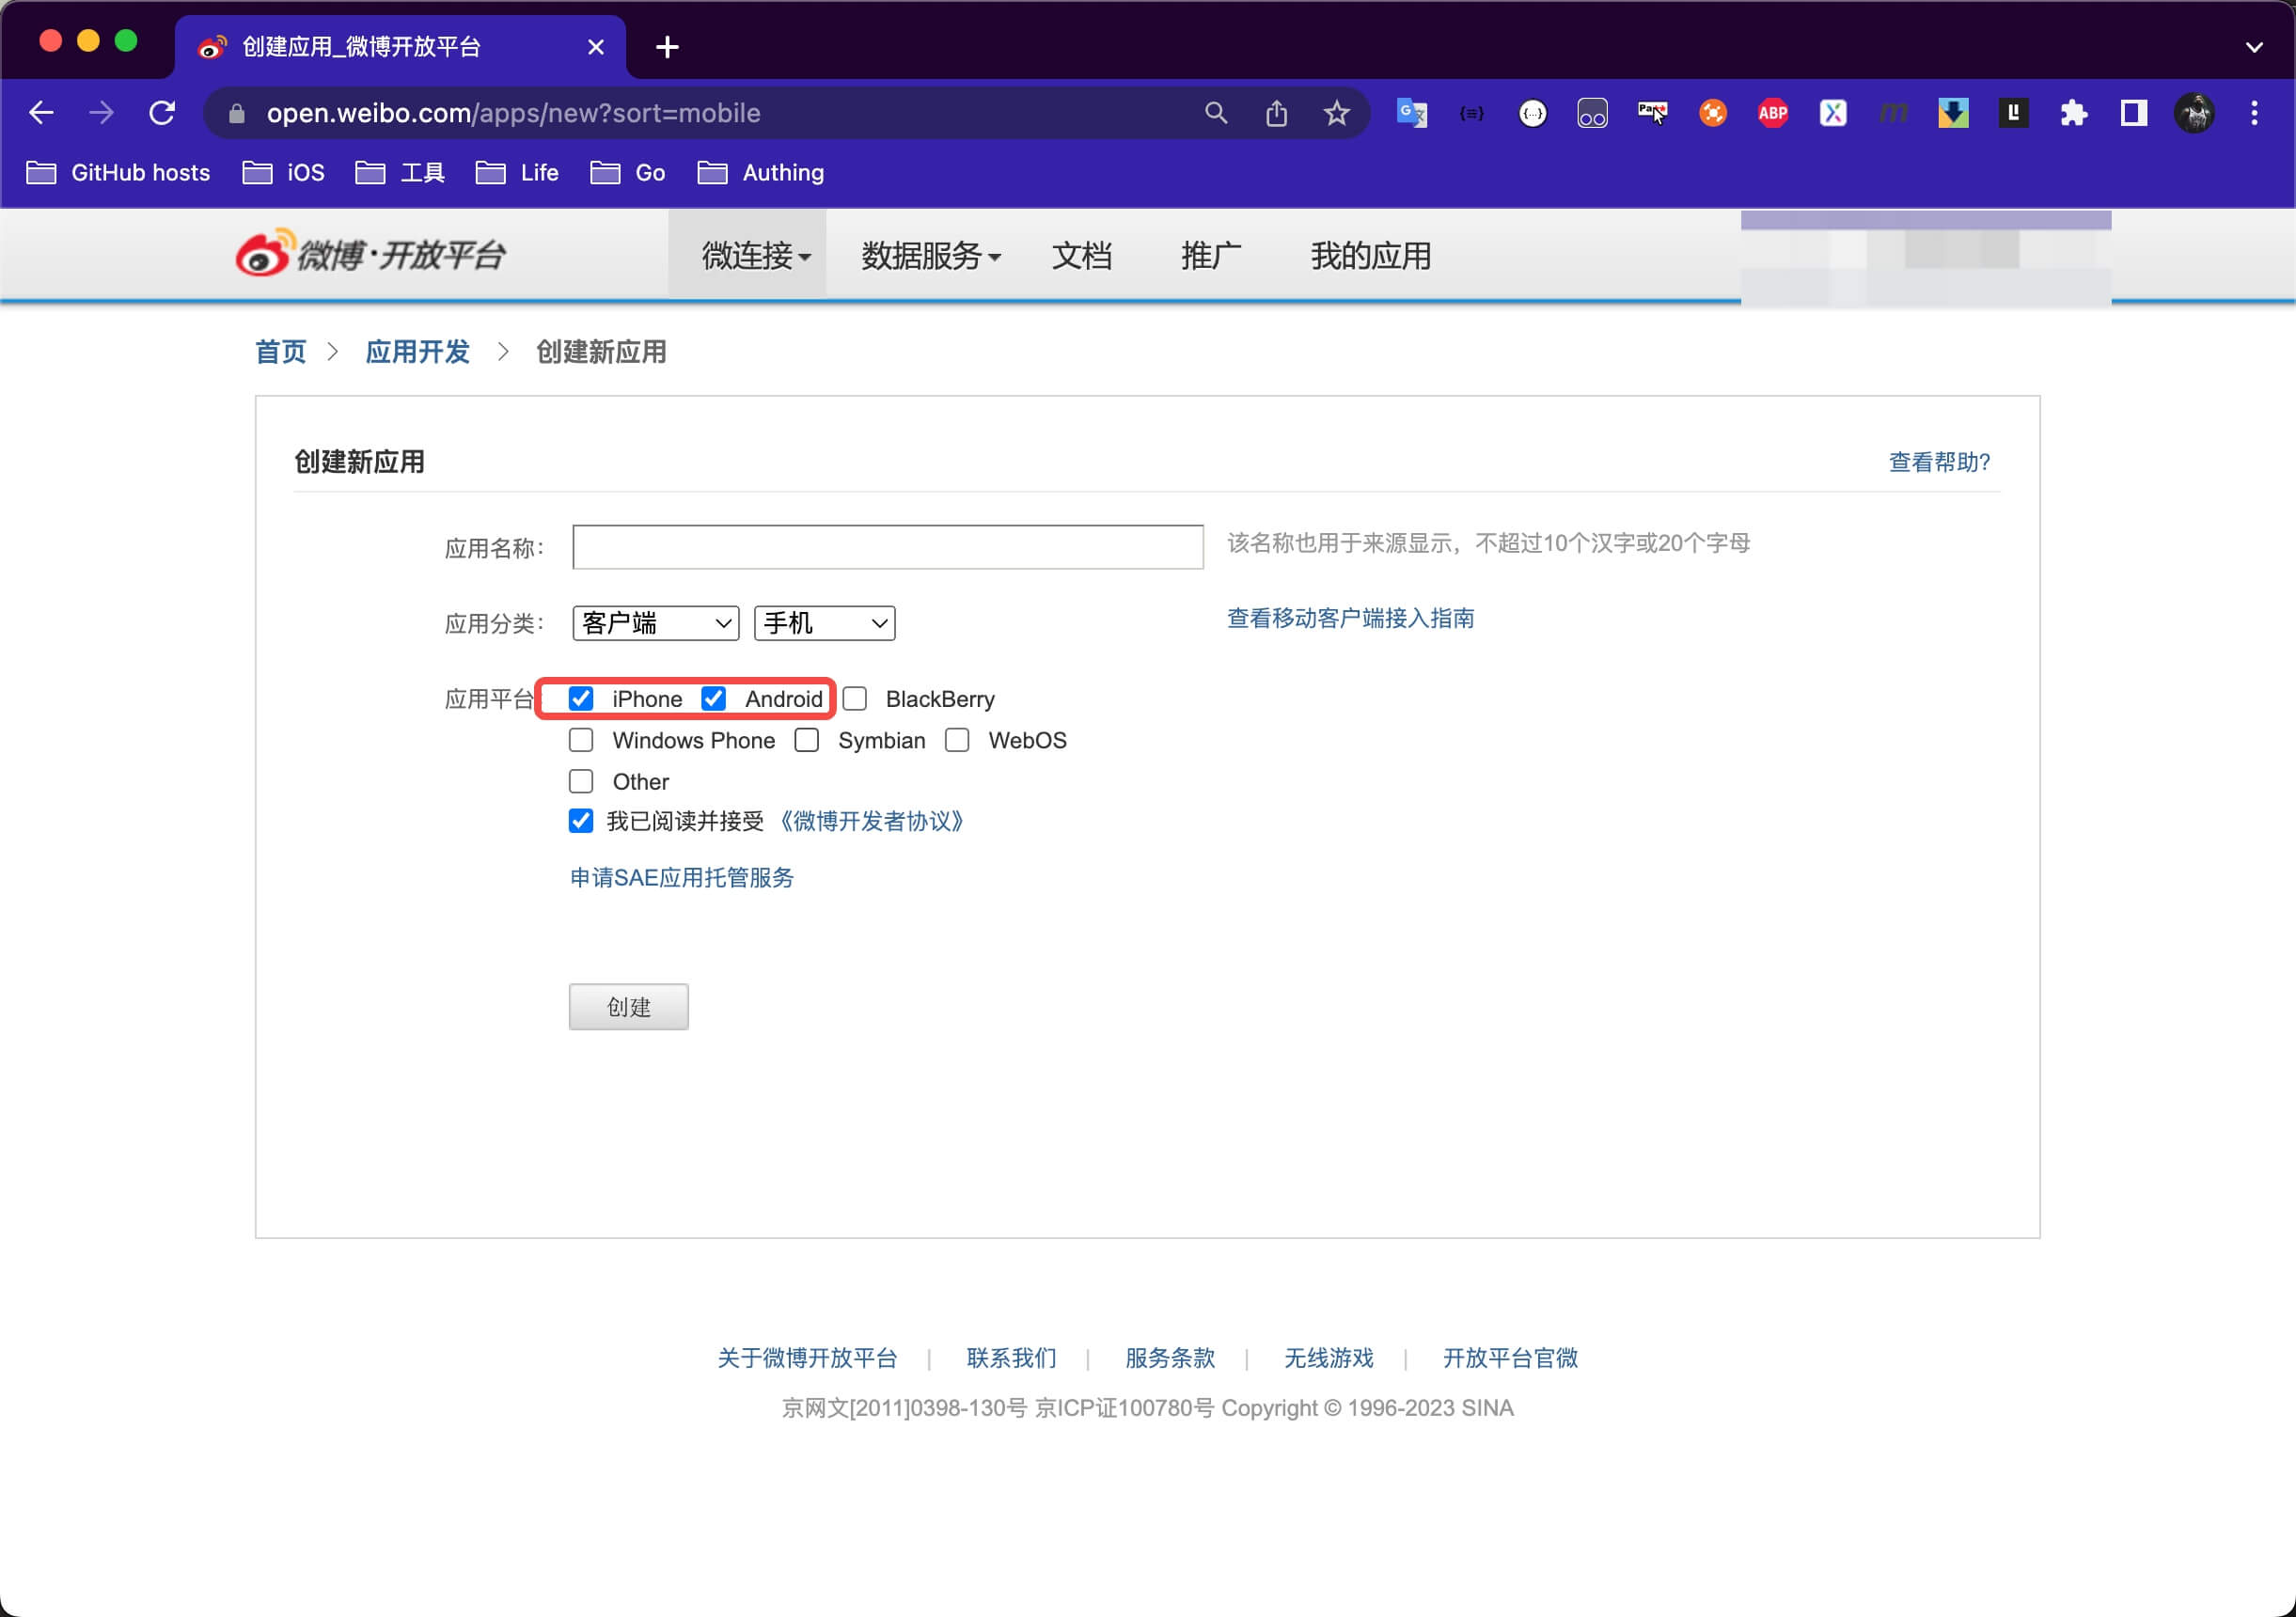 创建应用_微博开放平台
open.weibo.com/apps/new?sort=mobile
GitHub hosts iOS 工具 Life Go Authing
微博·开放平台 微连接 数据服务 文档 推广 我的应用
首页 > 应用开发 > 创建新应用
创建新应用 查看帮助?
应用名称: 该名称也用于来源显示，不超过10个汉字或20个字母
应用分类: 客户端 手机 查看移动客户端接入指南
应用平台 iPhone Android BlackBerry
Windows Phone Symbian WebOS
Other
我已阅读并接受 《微博开发者协议》
申请SAE应用托管服务
创建
关于微博开放平台 | 联系我们 | 服务条款 | 无线游戏 | 开放平台官微
京网文[2011]0398-130号 京ICP证100780号 Copyright © 1996-2023 SINA